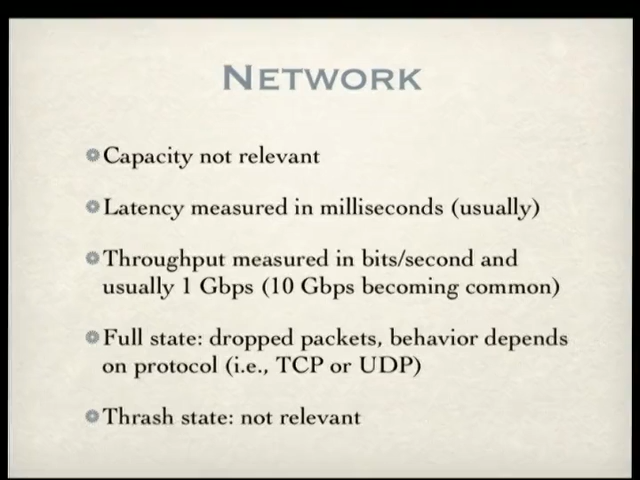 NETWORK
Capacity not relevant
Latency measured in milliseconds (usually)
Throughput measured in bits/second and
usually 1 Gbps (10 Gbps becoming common)
Full state: dropped packets, behavior depends
on protocol (i.e., TCP or UDP)
Thrash state: not relevant